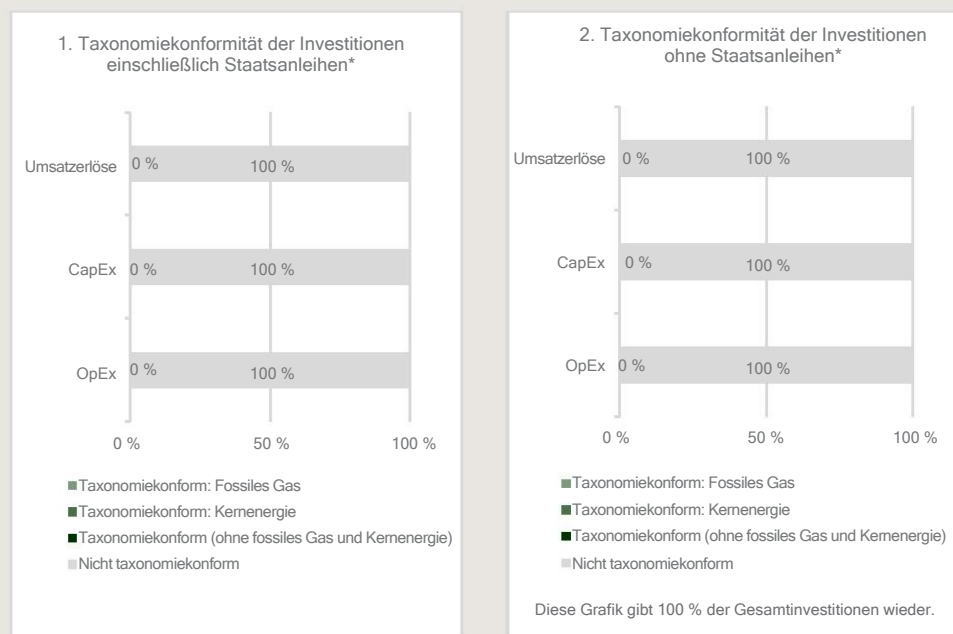 1. Taxonomiekonformität der Investitionen
einschließlich Staatsanleihen*
Umsatzerlöse 0 % 100 %
CapEx 0 % 100 %
OpEx 0 % 100 %
0 % 50 % 100 %
Taxonomiekonform: Fossiles Gas
Taxonomiekonform: Kernenergie
Taxonomiekonform (ohne fossiles Gas und Kernenergie)
Nicht taxonomiekonform
2. Taxonomiekonformität der Investitionen
ohne Staatsanleihen*
Umsatzerlöse 0 % 100 %
CapEx 0 % 100 %
OpEx 0 % 100 %
0 % 50 % 100 %
Taxonomiekonform: Fossiles Gas
Taxonomiekonform: Kernenergie
Taxonomiekonform (ohne fossiles Gas und Kernenergie)
Nicht taxonomiekonform
Diese Grafik gibt 100 % der Gesamtinvestitionen wieder.